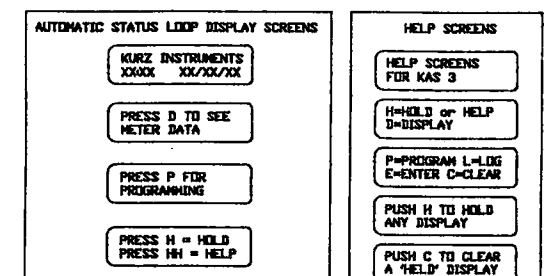 AUTOMATIC STATUS LOOP DISPLAY SCREENS
KURZ INSTRUMENTS
XX:XX XX/XX/XX
PRESS D TO SEE
METER DATA
PRESS P FOR
PROGRAMMING
PRESS H = HOLD
PRESS HH = HELP
HELP SCREENS
HELP SCREENS
FOR KAS 3
H=HOLD or HELP
D=DISPLAY
P=PROGRAM L=LOG
E=ENTER C=CLEAR
PUSH H TO HOLD
ANY DISPLAY
PUSH C TO CLEAR
A 'HELD' DISPLAY